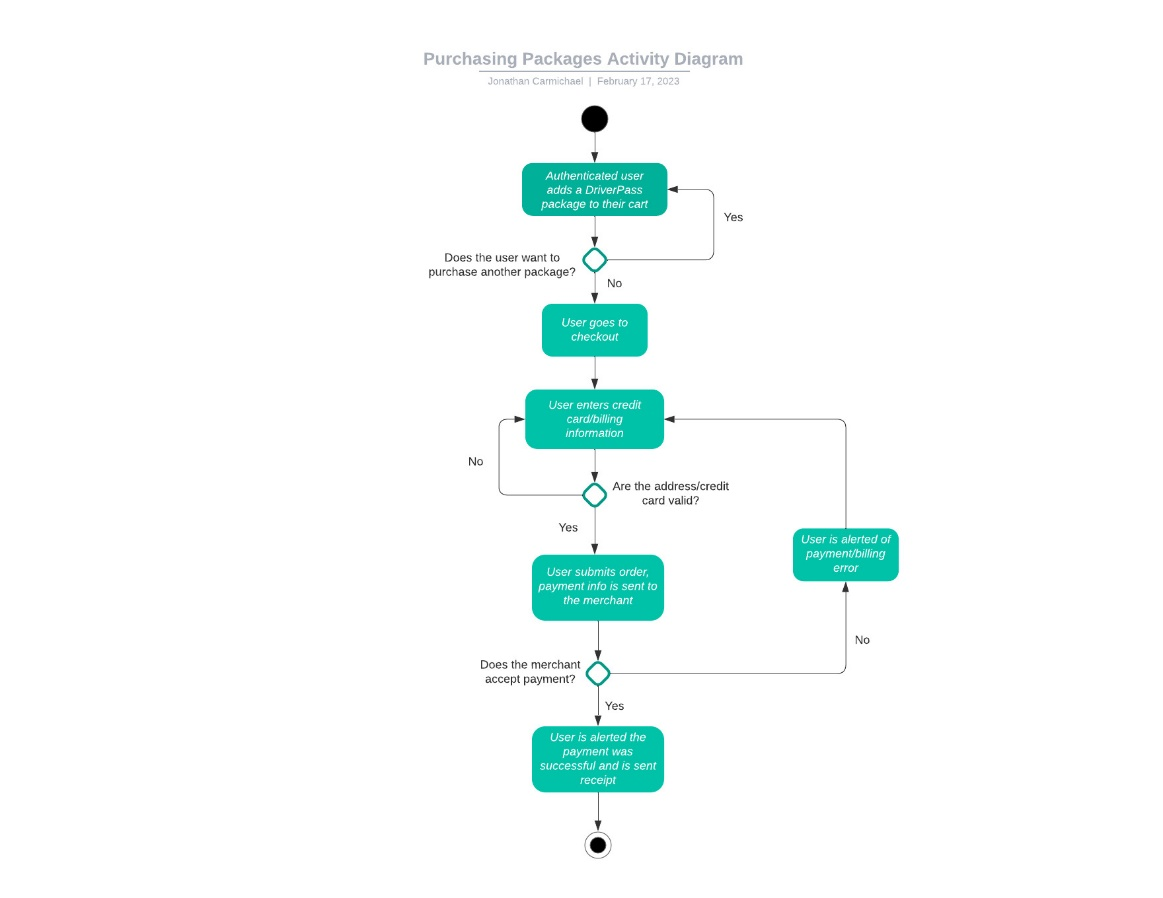 Purchasing Packages Activity Diagram
Jonathan Carmichael | February 17, 2023
Authenticated user
adds a DriverPass
package to their cart
Yes
Does the user want to
purchase another package?
No
User goes to
checkout
User enters credit
card/billing
information
No
Are the address/credit
card valid?
Yes
User is alerted of
payment/billing
error
User submits order,
payment info is sent to
the merchant
No
Does the merchant
accept payment?
Yes
User is alerted the
payment was
successful and is sent
receipt